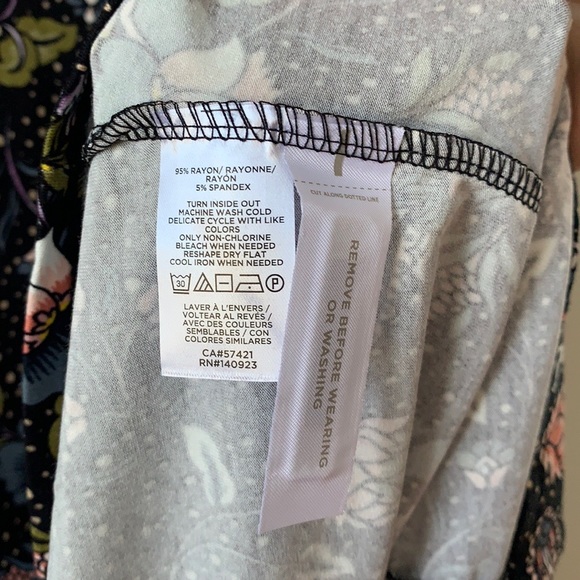 95% RAYON/ RAYONNE/
RAYÓN
5% SPANDEX
TURN INSIDE OUT
MACHINE WASH COLD
DELICATE CYCLE WITH LIKE
COLORS
ONLY NON-CHLORINE
BLEACH WHEN NEEDED
RESHAPE DRY FLAT
COOL IRON WHEN NEEDED
30 P
LAVER À L'ENVERS/
VOLTEAR AL REVÉS/
AVEC DES COULEURS
SEMBLABLES / CON
COLORES SIMILARES
CA#57421
RN#140923
CUT ALONG DOTTED LINE
REMOVE BEFORE WEARING
OR WASHING